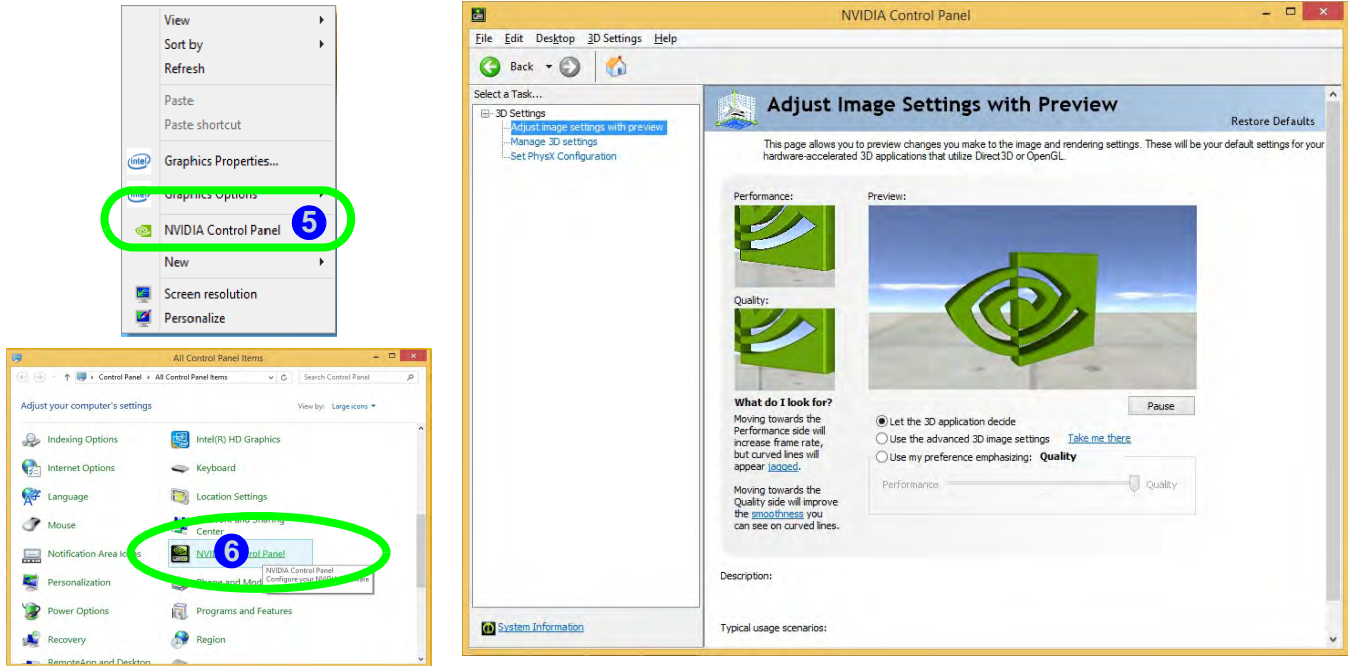 View
Sort by
Refresh
Paste
Paste shortcut
Graphics Properties...
Graphics Options
NVIDIA Control Panel
5
New
Screen resolution
Personalize
All Control Panel Items
Control Panel
All Control Panel Items
Search Control Panel
Adjust your computer's settings
View by: Large icons
Indexing Options
Intel(R) HD Graphics
Internet Options
Keyboard
Language
Location Settings
Mouse
and Sharing
Center
Notification Area
6
NVIDIA Control Panel
Configure your NVIDIA
Personalization
Phone and
Power Options
Programs and Features
Recovery
Region
RemoteApp and Desktop
NVIDIA Control Panel
File Edit Desktop 3D Settings Help
Back
Select a Task...
3D Settings
Adjust image settings with preview
Manage 3D settings
Set PhysX Configuration
System Information
Adjust Image Settings with Preview
Restore Defaults
This page allows you to preview changes you make to the image and rendering settings. These will be your default settings for your
hardware-accelerated 3D applications that utilize Direct3D or OpenGL.
Performance:
Preview:
Quality:
What do I look for?
Moving towards the
Performance side will
increase frame rate,
but curved lines will
appear jagged.
Moving towards the
Quality side will improve
the smoothness you
can see on curved lines.
Pause
Let the 3D application decide
Use the advanced 3D image settings Take me there
Use my preference emphasizing: Quality
Performance
Quality
Description:
Typical usage scenarios: